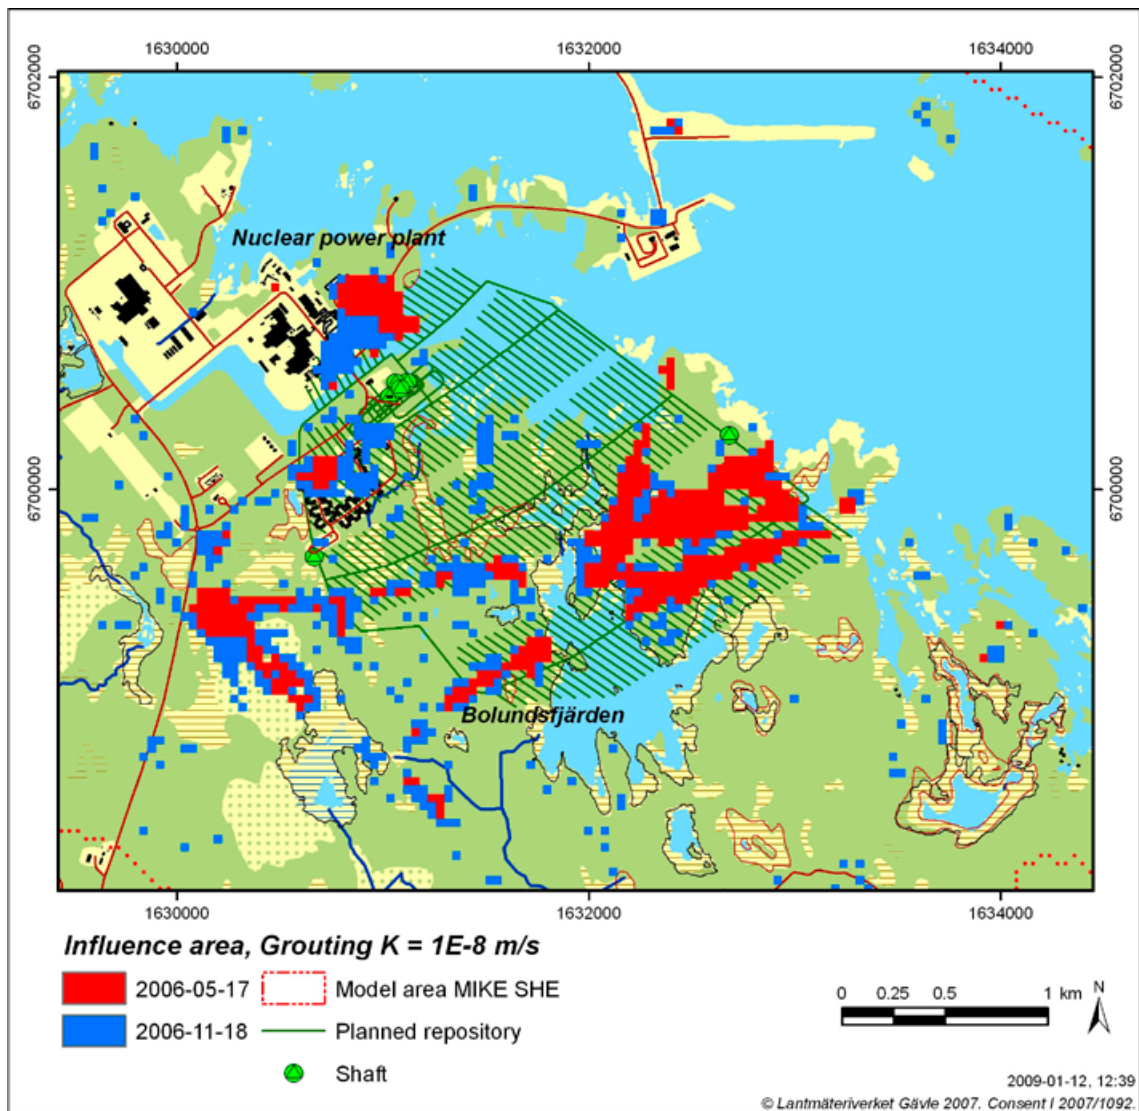 1630000 1632000 1634000
6702000 6702000
Nuclear power plant
6700000 6700000
Bolundsfjärden
1630000 1632000 1634000
Influence area, Grouting K = 1E-8 m/s
2006-05-17 Model area MIKE SHE
2006-11-18 Planned repository
Shaft
0 0.25 0.5 1 km N
2009-01-12, 12:39
© Lantmäteriverket Gävle 2007. Consent I 2007/1092.